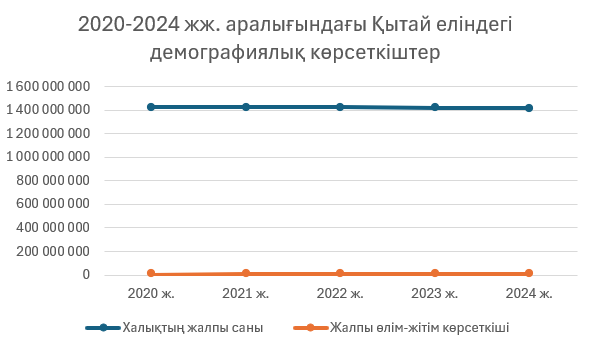 2020-2024 жж. аралығындағы Қытай еліндегі
демографиялық көрсеткіштер
1 600 000 000
1 400 000 000
1 200 000 000
1 000 000 000
800 000 000
600 000 000
400 000 000
200 000 000
0
2020 ж. 2021 ж. 2022 ж. 2023 ж. 2024 ж.
Халықтың жалпы саны Жалпы өлім-жітім көрсеткіші